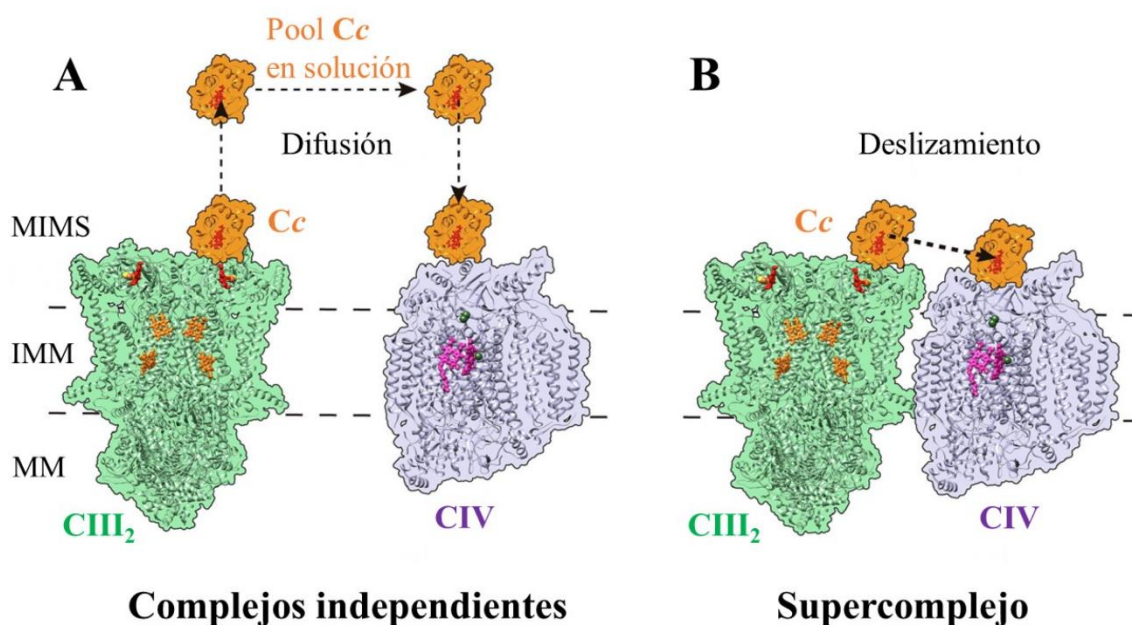 A
Pool Cc
en solución
Difusión
MIMS
Cc
IMM
MM
CIII₂
CIV
Complejos independientes
B
Deslizamiento
Cc
CIII₂
CIV
Supercomplejo